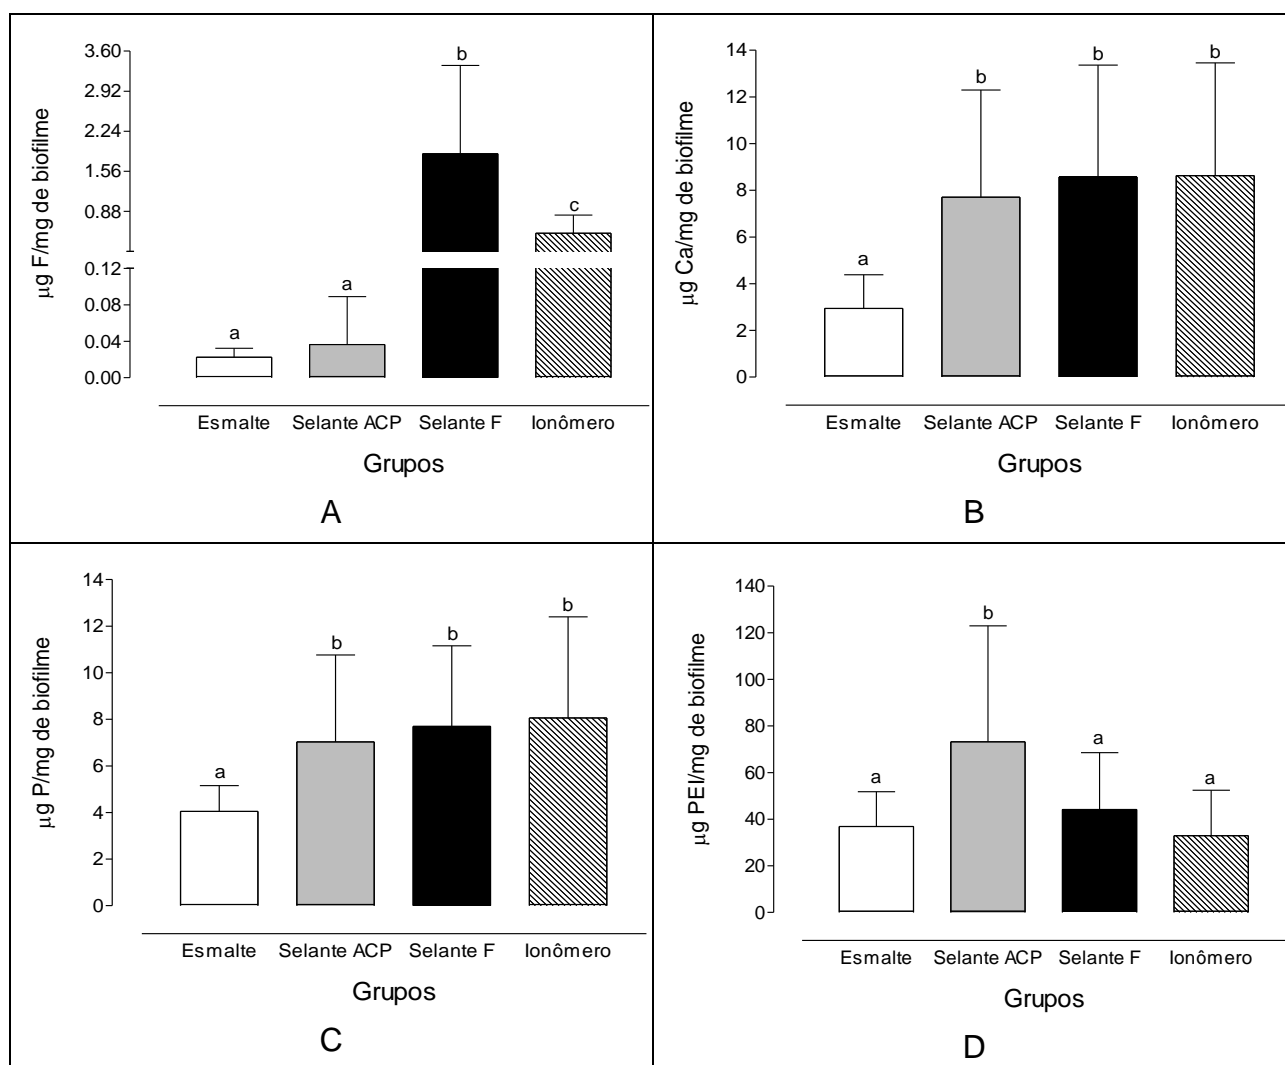 µg F/mg de biofilme
3.60
2.92
2.24
1.56
0.88
0.12
0.08
0.04
0.00
a
a
b
c
Esmalte Selante ACP Selante F Ionômero
Grupos
A
µg Ca/mg de biofilme
14
12
10
8
6
4
2
0
a
b
b
b
Esmalte Selante ACP Selante F Ionômero
Grupos
B
µg P/mg de biofilme
14
12
10
8
6
4
2
0
a
b
b
b
Esmalte Selante ACP Selante F Ionômero
Grupos
C
µg PEI/mg de biofilme
140
120
100
80
60
40
20
0
a
b
a
a
Esmalte Selante ACP Selante F Ionômero
Grupos
D